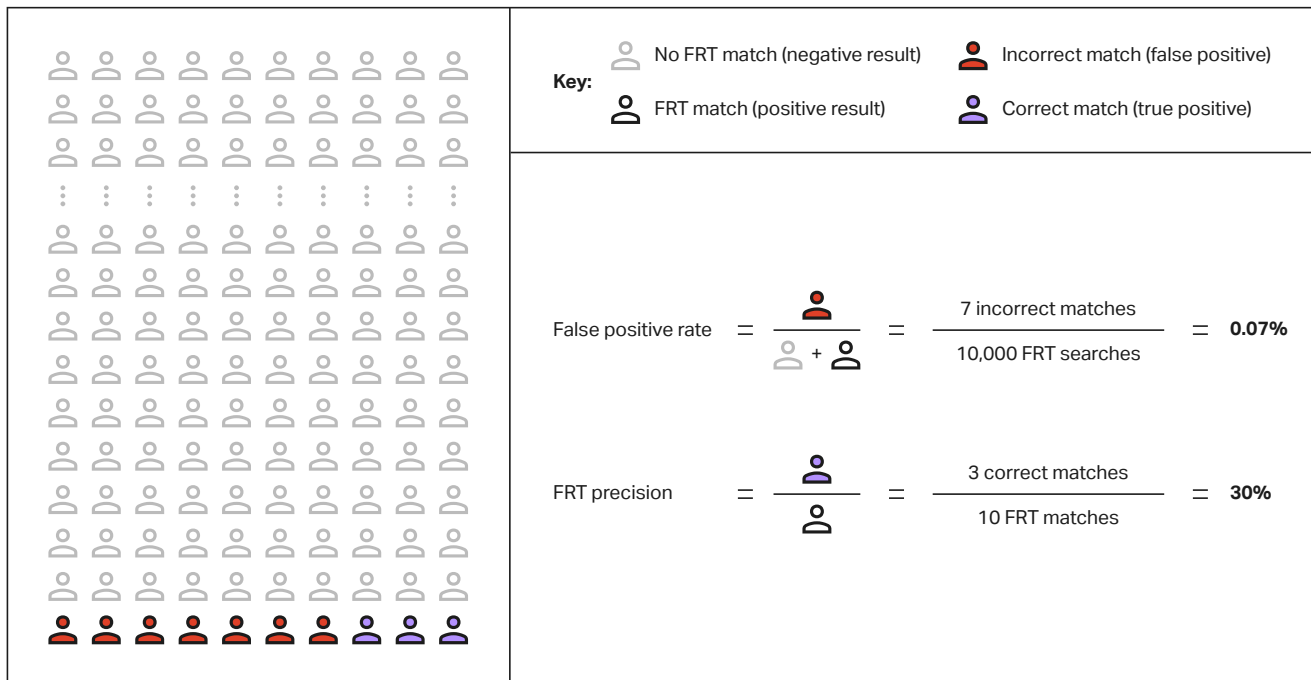 Key:
No FRT match (negative result)
Incorrect match (false positive)
FRT match (positive result)
Correct match (true positive)
False positive rate = + = 7 incorrect matches
10,000 FRT searches
= 0.07%
FRT precision = = 3 correct matches
10 FRT matches
= 30%